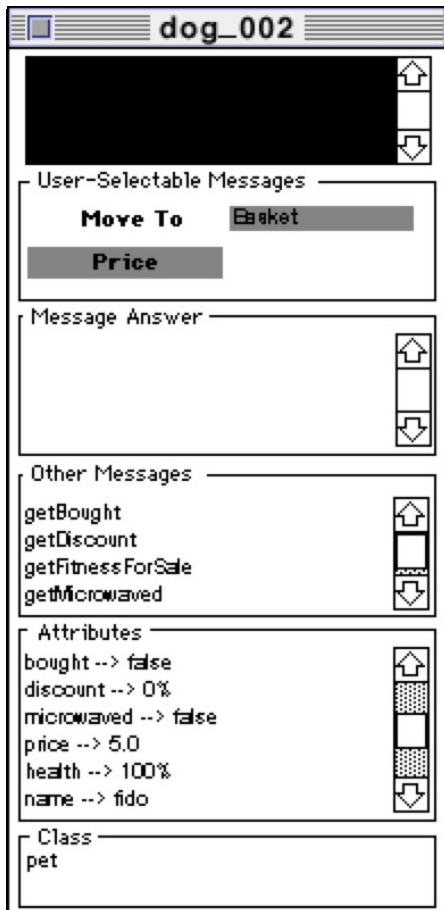 dog_002
User-Selectable Messages
Move To Basket
Price
Message Answer
Other Messages
getBought
getDiscount
getFitnessForSale
getMicrowaved
Attributes
bought --> false
discount --> 0%
microwaved --> false
price --> 5.0
health --> 100%
name --> fido
Class
pet